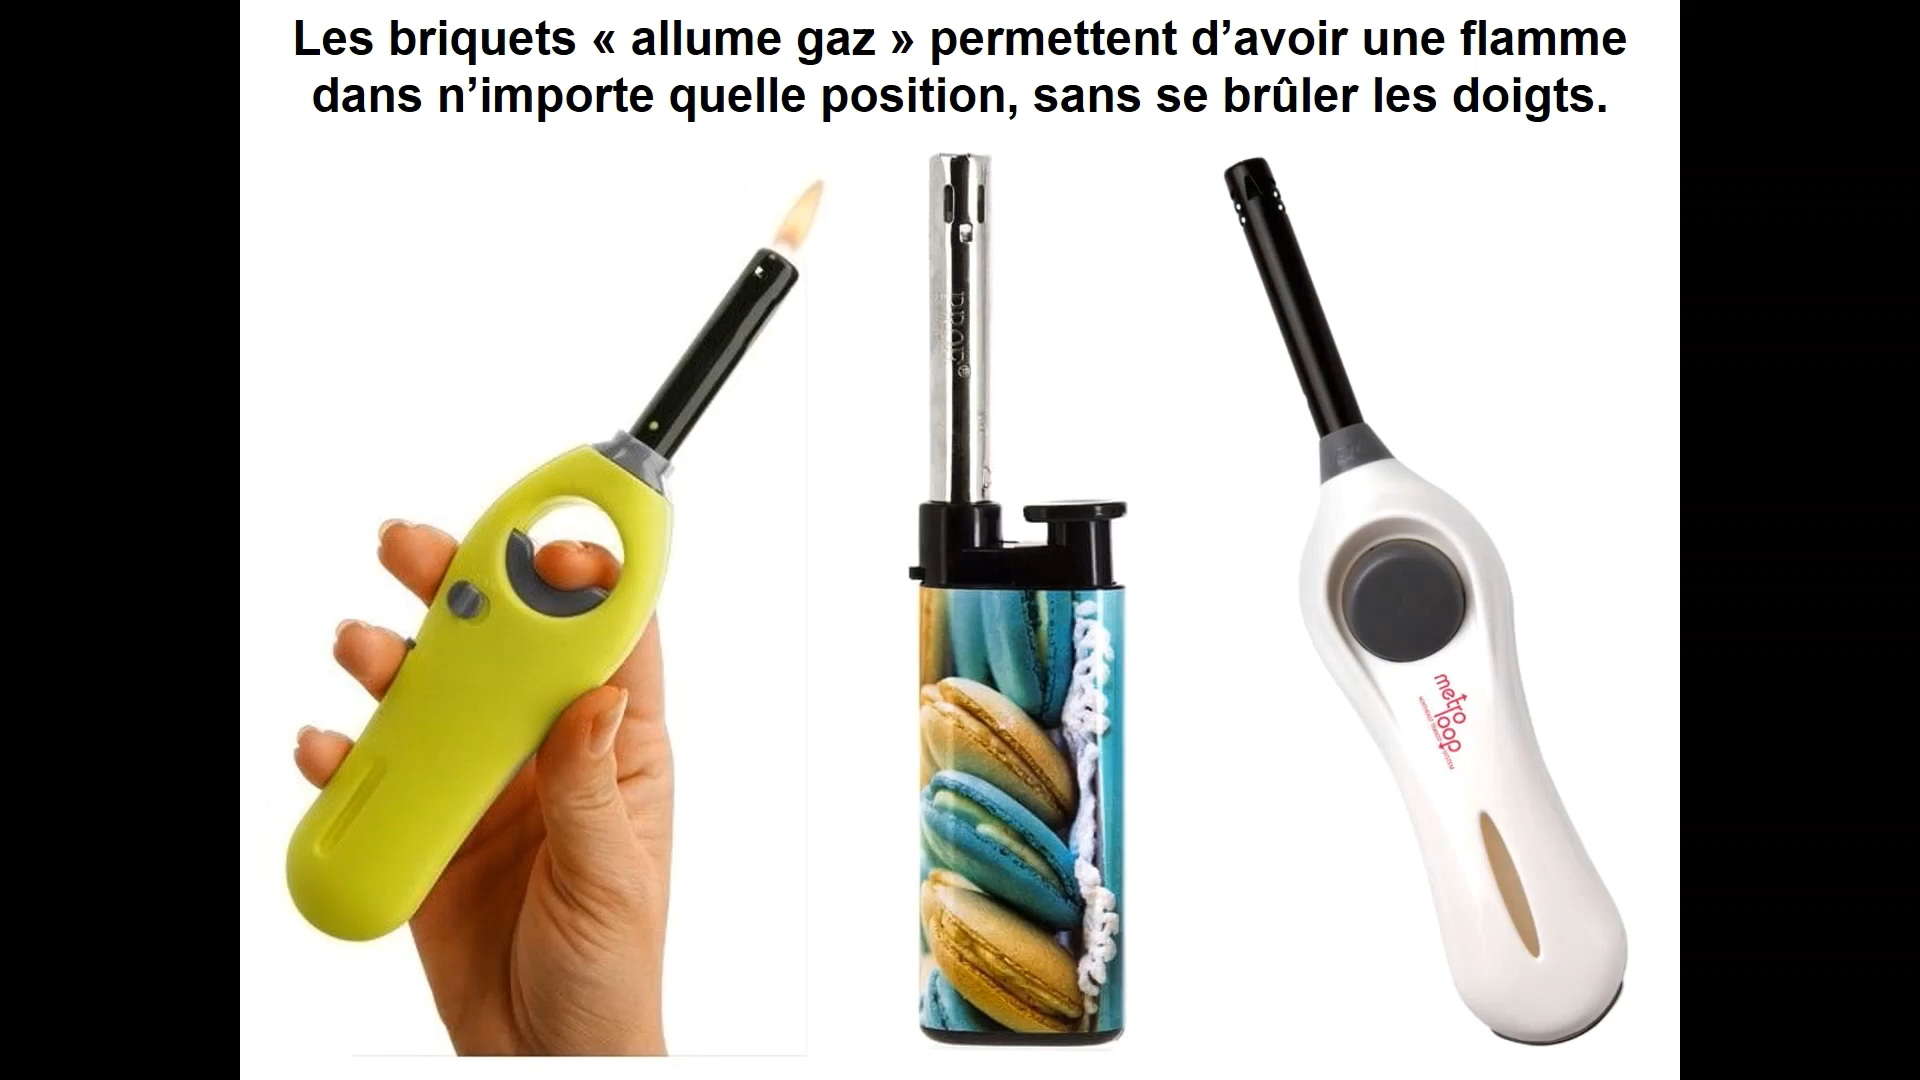 Les briquets « allume gaz » permettent d’avoir une flamme
dans n’importe quelle position, sans se brûler les doigts.
PROF®
metro
loop